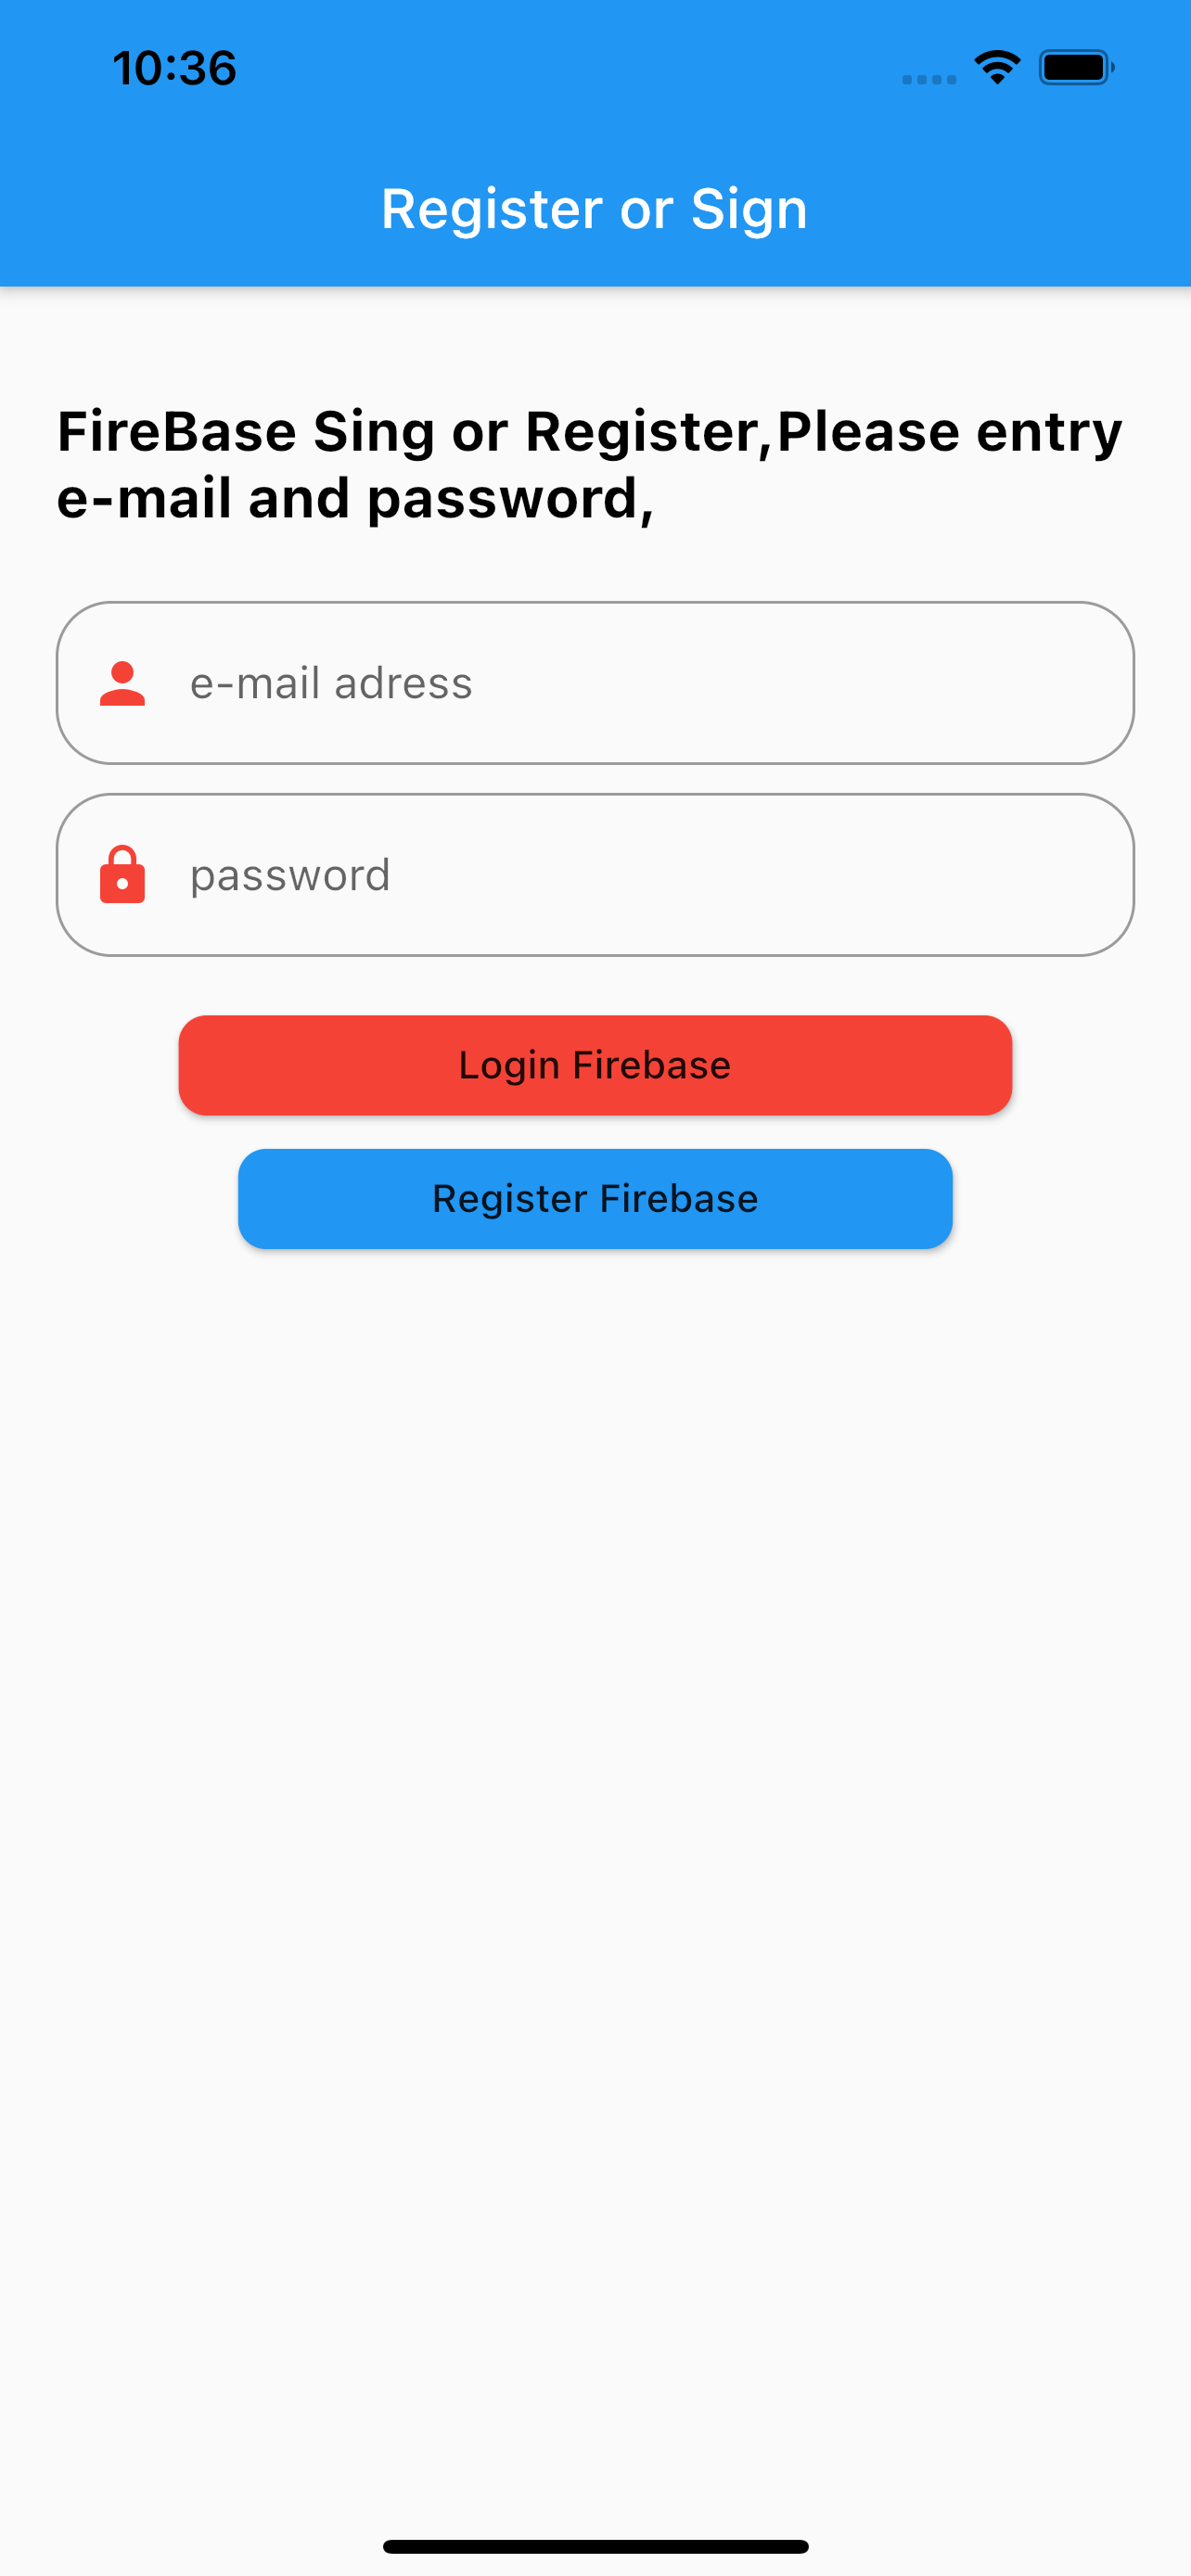 10:36
Register or Sign
FireBase Sing or Register,Please entry
e-mail and password,
e-mail adress
password
Login Firebase
Register Firebase